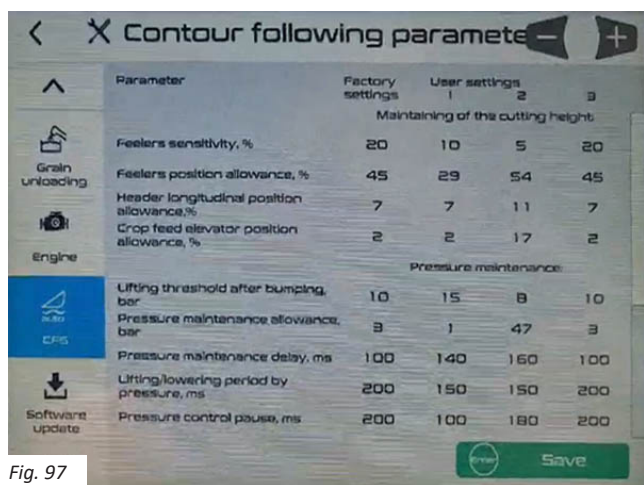 Contour following paramete
Parameter Factory settings User settings 1 2 3
Maintaining of the cutting height
Feelers sensitivity, % 20 10 5 20
Feelers position allowance, % 45 29 54 45
Header longitudinal position allowance,% 7 7 11 7
Crop feed elevator position allowance, % 2 2 17 2
Pressure maintenance
Lifting threshold after bumping, bar 10 15 8 10
Pressure maintenance allowance, bar 3 1 47 3
Pressure maintenance delay, ms 100 140 160 100
Lifting/lowering period by pressure, ms 200 150 150 200
Pressure control pause, ms 200 100 180 200
Grain unloading
Engine
auto
CFS
Software update
Enter Save
Fig. 97